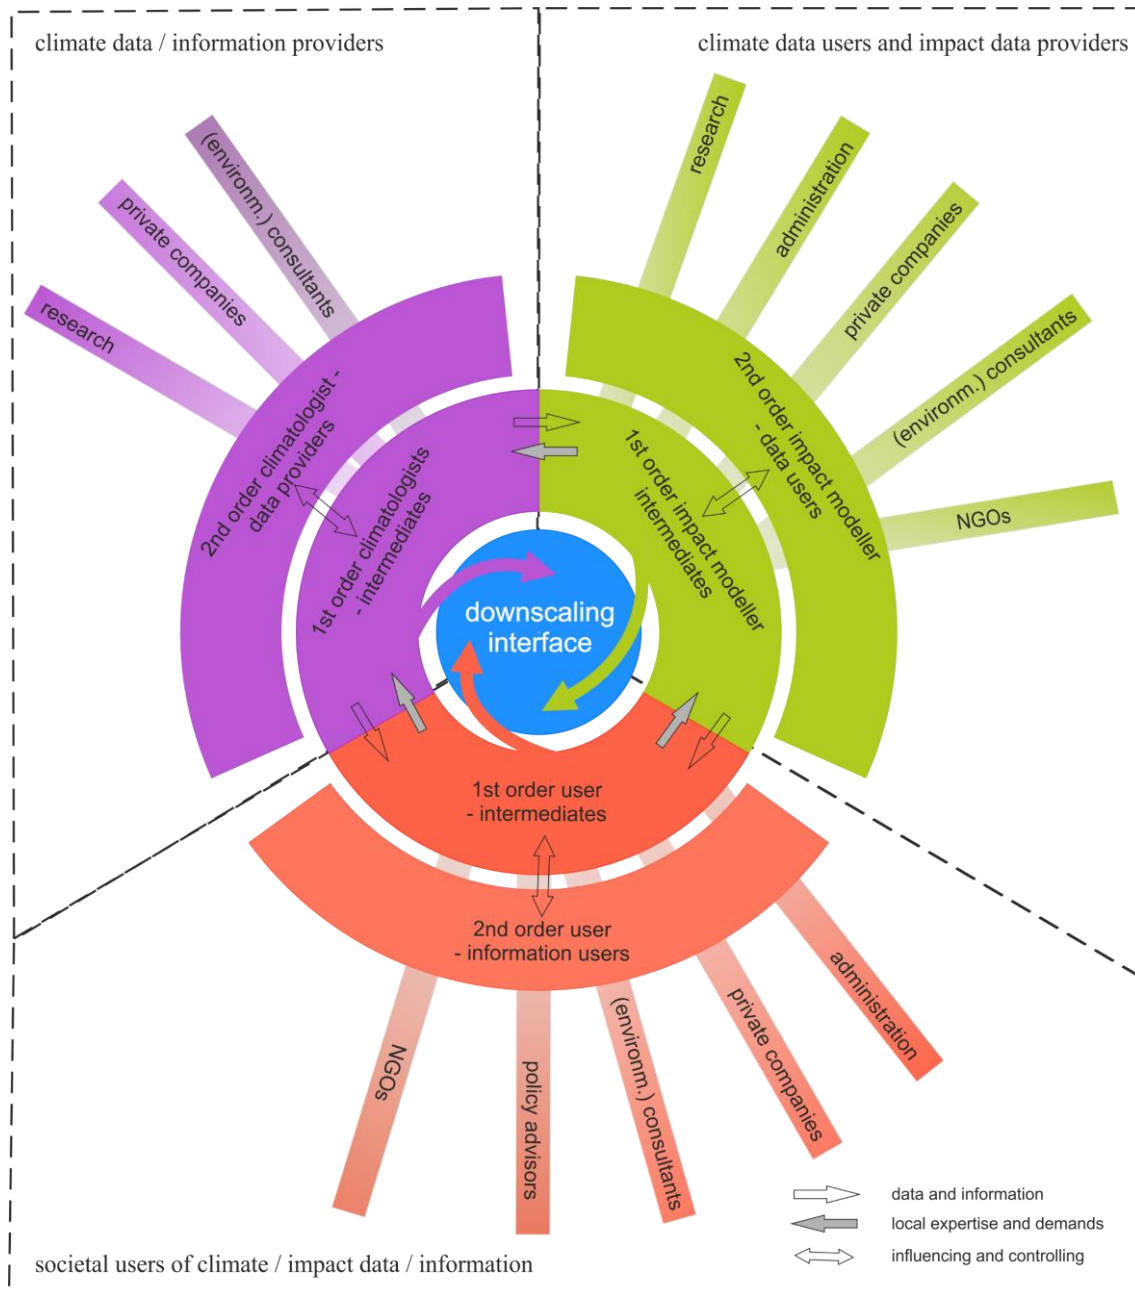 climate data / information providers
climate data users and impact data providers
(environm.) consultants
private companies
research
research
administration
private companies
(environm.) consultants
NGOs
2nd order climatologist -
data providers
1st order climatologists
- intermediates
2nd order impact modeller
- data users
1st order impact modeller
intermediates
downscaling
interface
1st order user
- intermediates
2nd order user
- information users
NGOs
policy advisors
(environm.) consultants
private companies
administration
data and information
local expertise and demands
influencing and controlling
societal users of climate / impact data / information